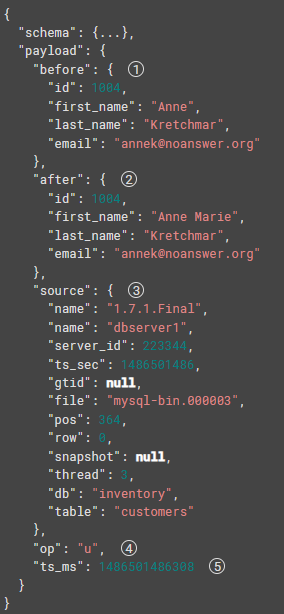 {
  "schema": {...},
  "payload": {
    "before": { ①
      "id": 1004,
      "first_name": "Anne",
      "last_name": "Kretchmar",
      "email": "annek@noanswer.org"
    },
    "after": { ②
      "id": 1004,
      "first_name": "Anne Marie",
      "last_name": "Kretchmar",
      "email": "annek@noanswer.org"
    },
    "source": { ③
      "name": "1.7.1.Final",
      "name": "dbserver1",
      "server_id": 223344,
      "ts_sec": 1486501486,
      "gtid": null,
      "file": "mysql-bin.000003",
      "pos": 364,
      "row": 0,
      "snapshot": null,
      "thread": 3,
      "db": "inventory",
      "table": "customers"
    },
    "op": "u", ④
    "ts_ms": 1486501486308 ⑤
  }
}